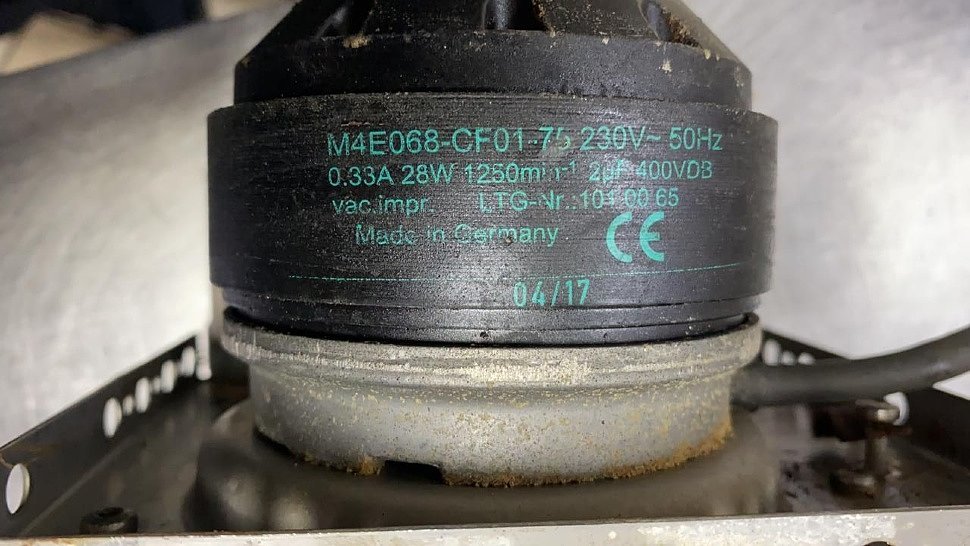 M4E068-CF01-75 230V~ 50Hz
0.33A 28W 1250min-1 2µF 400VDB
vac.impr. LTG-Nr.:101 00 65
Made in Germany CE
04/17